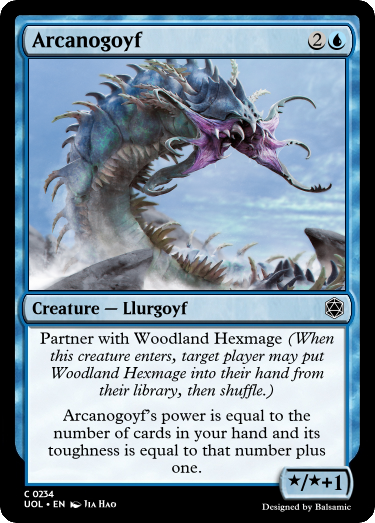 Arcanogoyf 2
Creature — Llurgoyf
Partner with Woodland Hexmage (When
this creature enters, target player may put
Woodland Hexmage into their hand from
their library, then shuffle.)
Arcanogoyf's power is equal to the
number of cards in your hand and its
toughness is equal to that number plus
one.
★/★+1
C 0234
UOL • EN Jia Hao
Designed by Balsamic